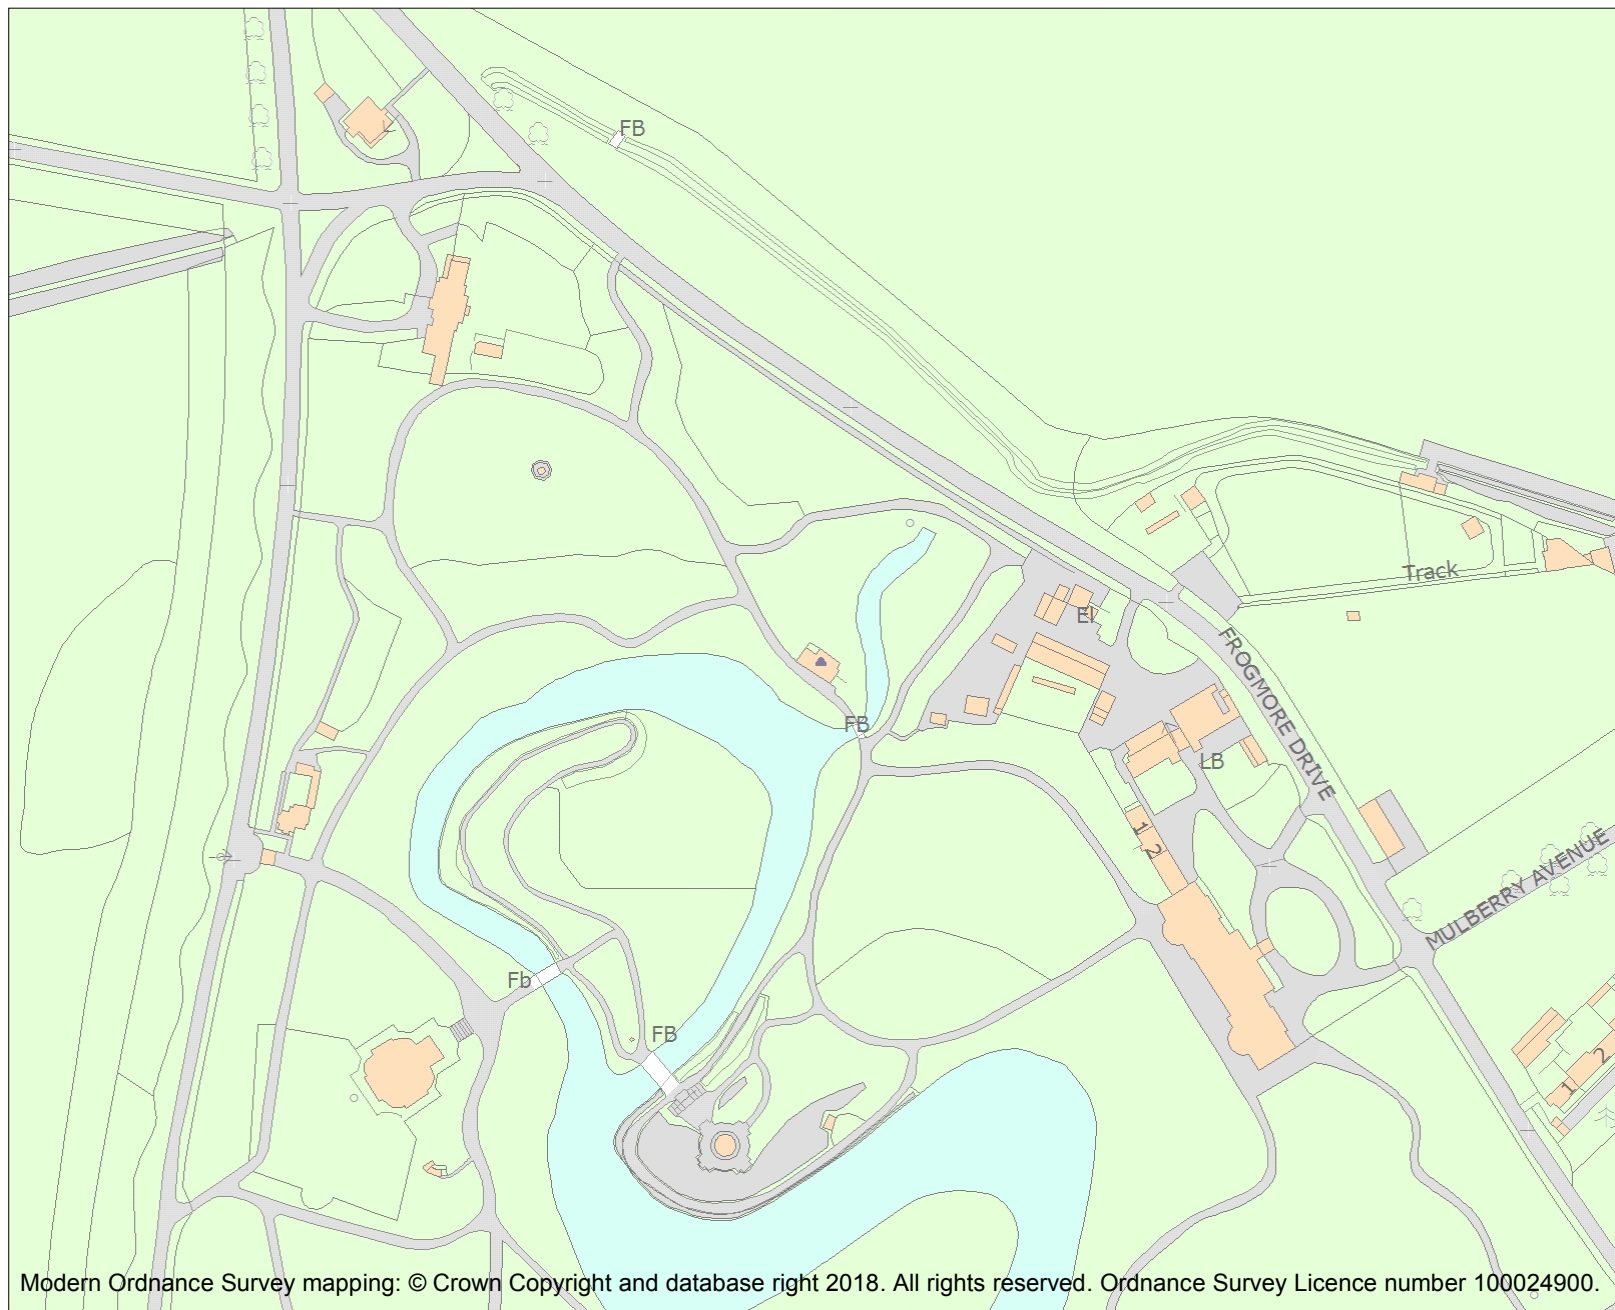 FB
Track
El
FROGMORE DRIVE
FB
LB
1
2
MULBERRY AVENUE
Fb
FB
2
1
Modern Ordnance Survey mapping: © Crown Copyright and database right 2018. All rights reserved. Ordnance Survey Licence number 100024900.